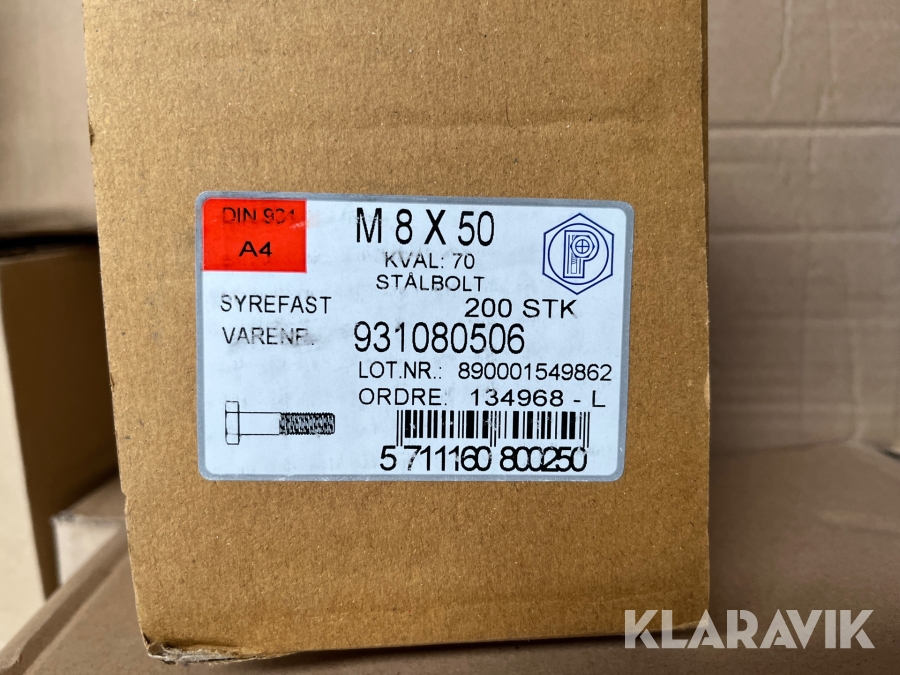 DIN 931
A4
M 8 X 50
KVAL: 70
STÅLBOLT
SYREFAST
200 STK
VARENR.
931080506
LOT.NR.: 890001549862
ORDRE: 134968 - L
5 711160 800250
KLARAVIK